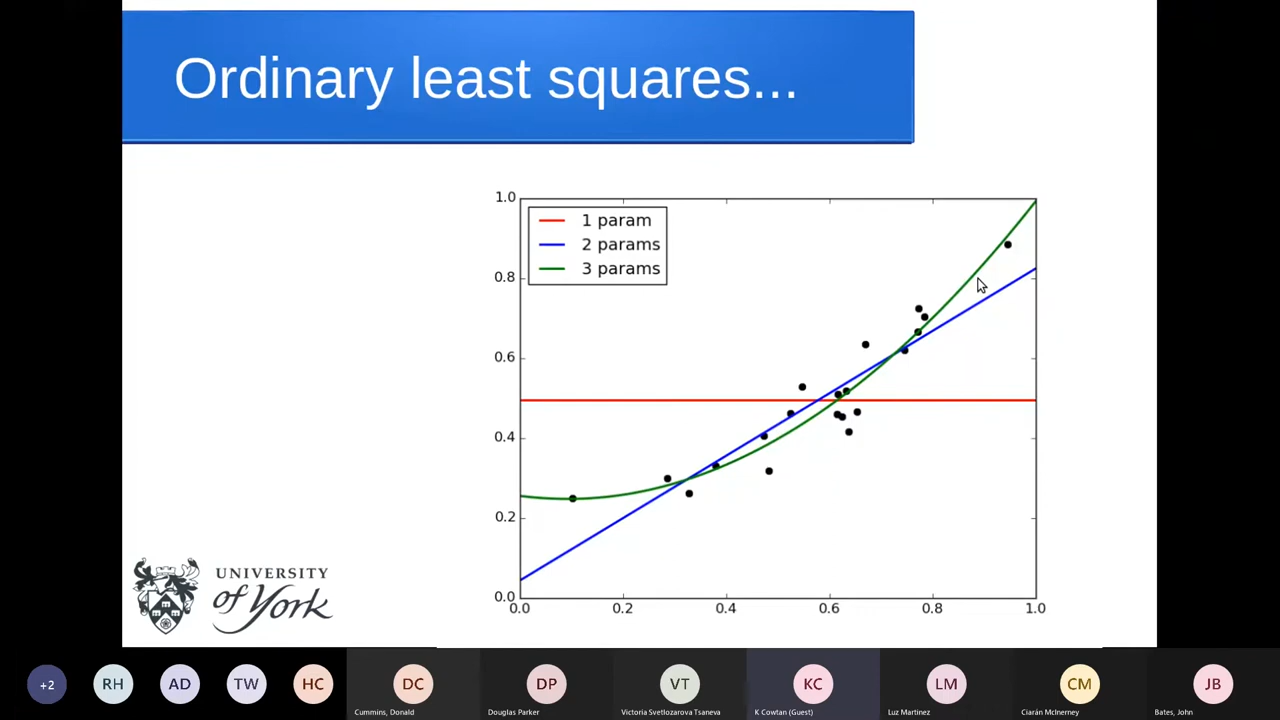 Ordinary least squares...
1.0
1 param
2 params
3 params
0.8
0.6
0.4
0.2
0.0
0.0 0.2 0.4 0.6 0.8 1.0
UNIVERSITY
of York
+2 RH AD TW HC DC DP VT KC LM CM JB
Cummins, Donald Douglas Parker Victoria Svetlozarova Tsaneva K Cowtan (Guest) Luz Martinez Ciarán McInerney Bates, John